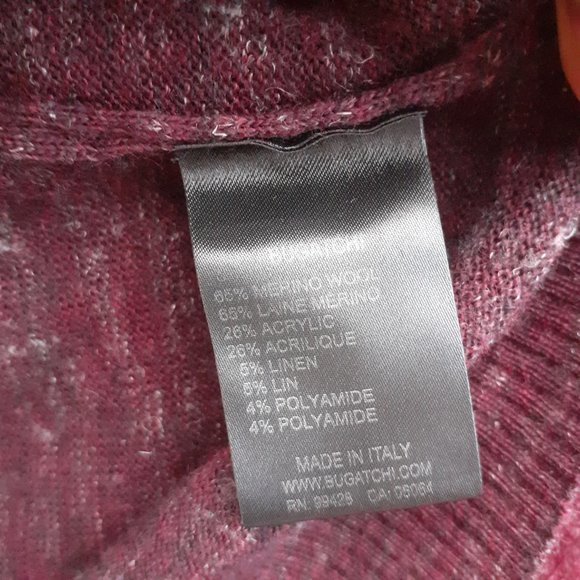 BUGATCHI
65% MERINO WOOL
65% LAINE MERINO
26% ACRYLIC
26% ACRILIQUE
5% LINEN
5% LIN
4% POLYAMIDE
4% POLYAMIDE
MADE IN ITALY
WWW.BUGATCHI.COM
RN: 99428 CA: 06064